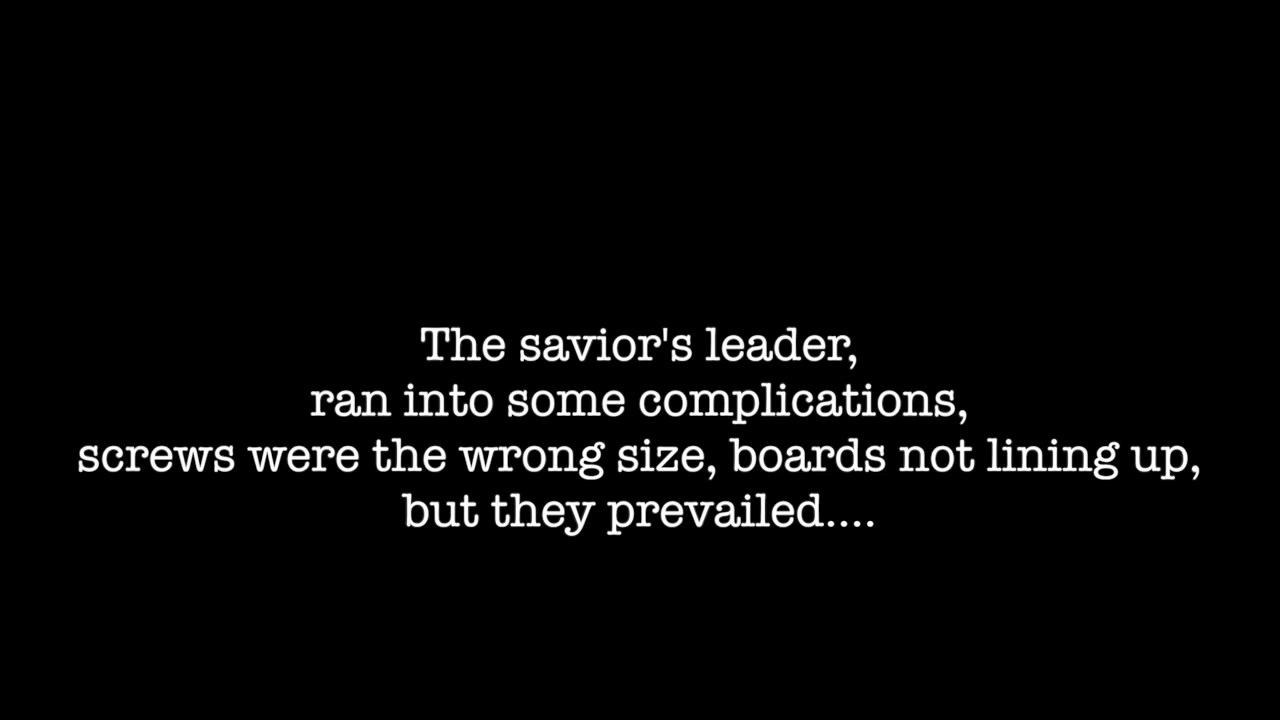 The savior's leader,
ran into some complications,
screws were the wrong size, boards not lining up,
but they prevailed....